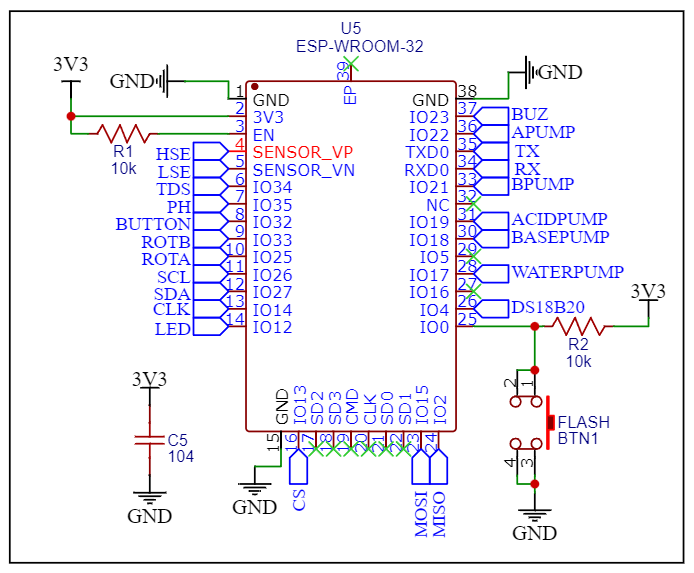 U5
ESP-WROOM-32
3V3
GND
GND
EP
39
1
GND
GND
38
2
3V3
IO23
37
BUZ
3
EN
IO22
36
APUMP
R1
10k
HSE
4
SENSOR_VP
TXD0
35
TX
LSE
5
SENSOR_VN
RXD0
34
RX
TDS
6
IO34
IO21
33
BPUMP
PH
7
IO35
NC
32
BUTTON
8
IO32
IO19
31
ACIDPUMP
ROTB
9
IO33
IO18
30
BASEPUMP
ROTA
10
IO25
IO5
29
SCL
11
IO26
IO17
28
WATERPUMP
SDA
12
IO27
IO16
27
3V3
CLK
13
IO14
IO4
26
DS18B20
LED
14
IO12
IO0
25
R2
10k
GND
IO13
SD2
SD3
CMD
CLK
SD0
SD1
IO15
IO2
15
16
17
18
19
20
21
22
23
24
3V3
C5
104
GND
GND
CS
MOSI
MISO
2
1
FLASH
BTN1
4
3
GND